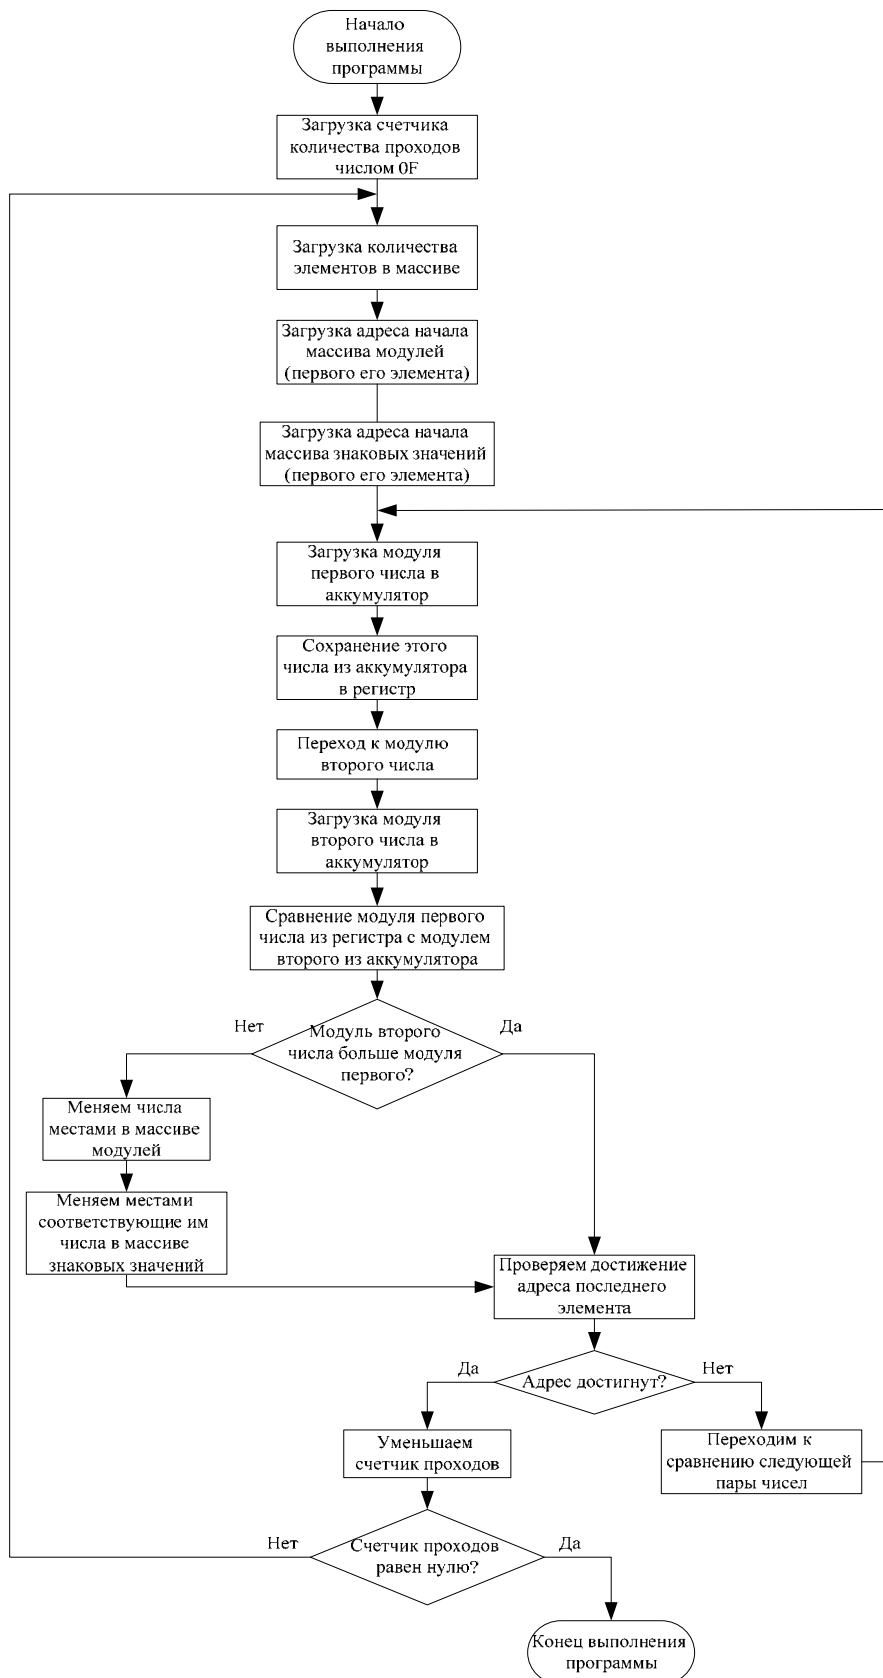 Начало
выполнения
программы
Загрузка счетчика
количества проходов
числом 0F
Загрузка количества
элементов в массиве
Загрузка адреса начала
массива модулей
(первого его элемента)
Загрузка адреса начала
массива знаковых значений
(первого его элемента)
Загрузка модуля
первого числа в
аккумулятор
Сохранение этого
числа из аккумулятора
в регистр
Переход к модулю
второго числа
Загрузка модуля
второго числа в
аккумулятор
Сравнение модуля первого
числа из регистра с модулем
второго из аккумулятора
Нет
Модуль второго
числа больше модуля
первого?
Да
Меняем числа
местами в массиве
модулей
Меняем местами
соответствующие им
числа в массиве
знаковых значений
Проверяем достижение
адреса последнего
элемента
Да
Адрес достигнут?
Нет
Уменьшаем
счетчик проходов
Переходим к
сравнению следующей
пары чисел
Нет
Счетчик проходов
равен нулю?
Да
Конец выполнения
программы